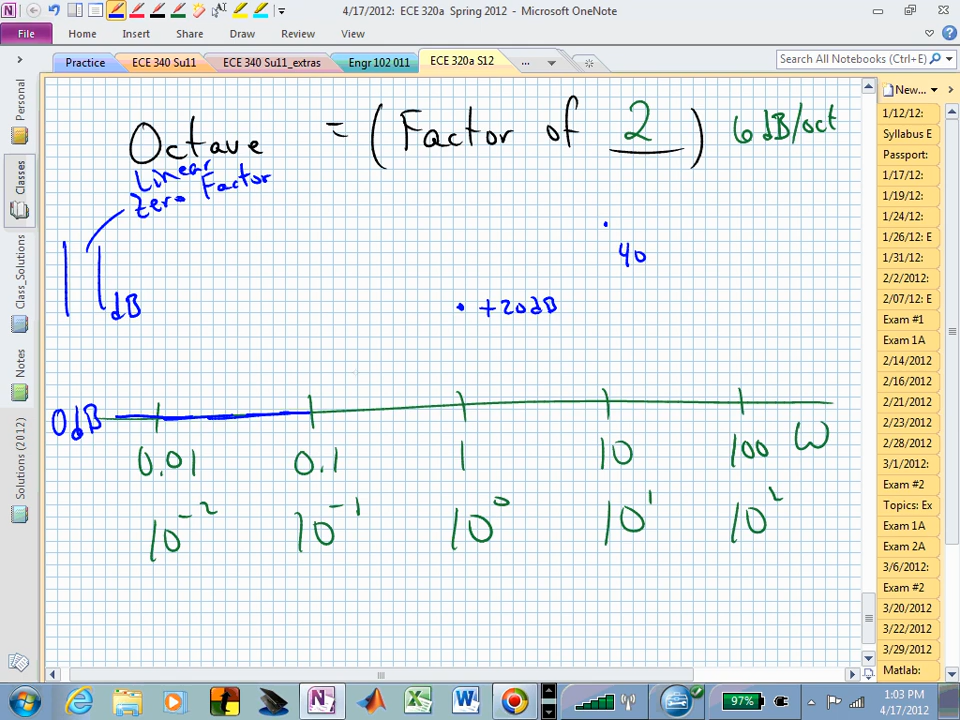 4/17/2012: ECE 320a Spring 2012 - Microsoft OneNote
File Home Insert Share Draw Review View
Practice ECE 340 Su11 ECE 340 Su11_extras Engr 102 011 ECE 320a S12 ...
Search All Notebooks (Ctrl+E)
Personal
Classes
Class_Solutions
Notes
Solutions (2012)
Octave = (Factor of 2) 6 dB/oct
Linear
Zero Factor
|| dB
40
+20dB
0dB
0.01 0.1 1 10 100 ω
10^-2 10^-1 10^0 10^1 10^2
New...
1/12/12:
Syllabus E
Passport:
1/17/12:
1/19/12:
1/24/12:
1/26/12: E
1/31/12:
2/2/2012:
2/07/12: E
Exam #1
Exam 1A
2/14/2012
2/16/2012
2/21/2012
2/23/2012
2/28/2012
3/1/2012:
Exam #2
Topics: Ex
Exam 1A
Exam 2A
3/6/2012:
Exam #2
3/20/2012
3/22/2012
3/29/2012
Matlab:
97%
1:03 PM
4/17/2012